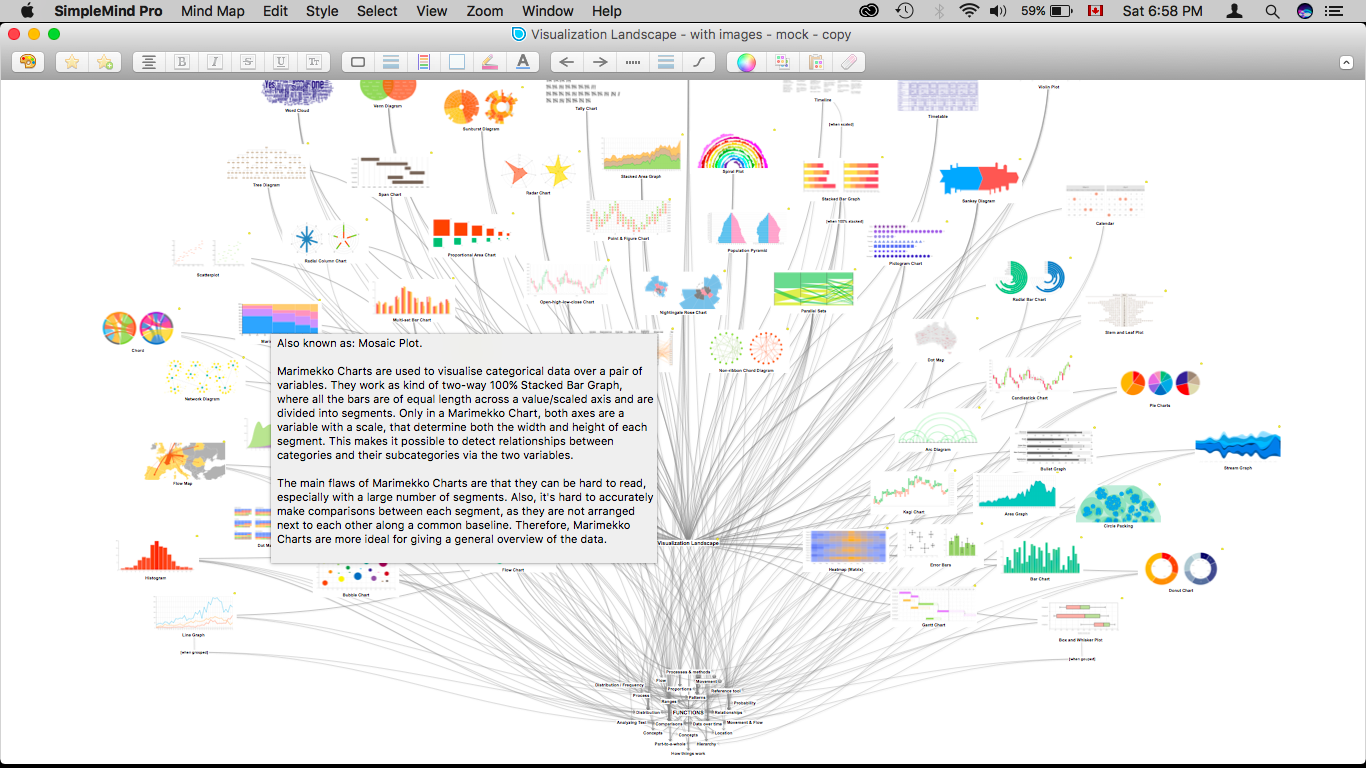 SimpleMind Pro Mind Map Edit Style Select View Zoom Window Help 59% Sat 6:58 PM
Visualization Landscape - with images - mock - copy
B I S U Tr
Yes one
Word Cloud
Venn Diagram
Sunburst Diagram
Tally Chart
Timeline
[when scaled]
Timetable
Violin Plot
Tree Diagram
Span Chart
Radar Chart
Stacked Area Graph
Spiral Plot
Stacked Bar Graph
[when 100% stacked]
Sankey Diagram
Calendar
Scatterplot
Radial Column Chart
Proportional Area Chart
Point & Figure Chart
Population Pyramid
Pictogram Chart
Multi-set Bar Chart
Open-high-low-close Chart
Nightingale Rose Chart
Parallel Sets
Radial Bar Chart
Stem and Leaf Plot
Chord
Non-ribbon Chord Diagram
Dot Map
Network Diagram
Candlestick Chart
Pie Charts
Also known as: Mosaic Plot.
Marimekko Charts are used to visualise categorical data over a pair of
variables. They work as kind of two-way 100% Stacked Bar Graph,
where all the bars are of equal length across a value/scaled axis and are
divided into segments. Only in a Marimekko Chart, both axes are a
variable with a scale, that determine both the width and height of each
segment. This makes it possible to detect relationships between
categories and their subcategories via the two variables.
The main flaws of Marimekko Charts are that they can be hard to read,
especially with a large number of segments. Also, it's hard to accurately
make comparisons between each segment, as they are not arranged
next to each other along a common baseline. Therefore, Marimekko
Charts are more ideal for giving a general overview of the data.
Arc Diagram
Bullet Graph
Stream Graph
Flow Map
Kagi Chart
Area Graph
Circle Packing
Visualization Landscape
Heatmap (Matrix)
Error Bars
Bar Chart
Donut Chart
Histogram
Flow Chart
Bubble Chart
Gantt Chart
Line Graph
Box and Whisker Plot
[when grouped]
[when gouped]
Processes & methods
Flow
Movement
Distribution / Frequency
Proportions
Reference tool
Process
Patterns
Ranges
Probability
Distribution
FUNCTIONS
Relationships
Analyzing Text
Comparisons
Data over time
Movement & Flow
Concepts
Concepts
Location
Part-to-a-whole
Hierarchy
How things work